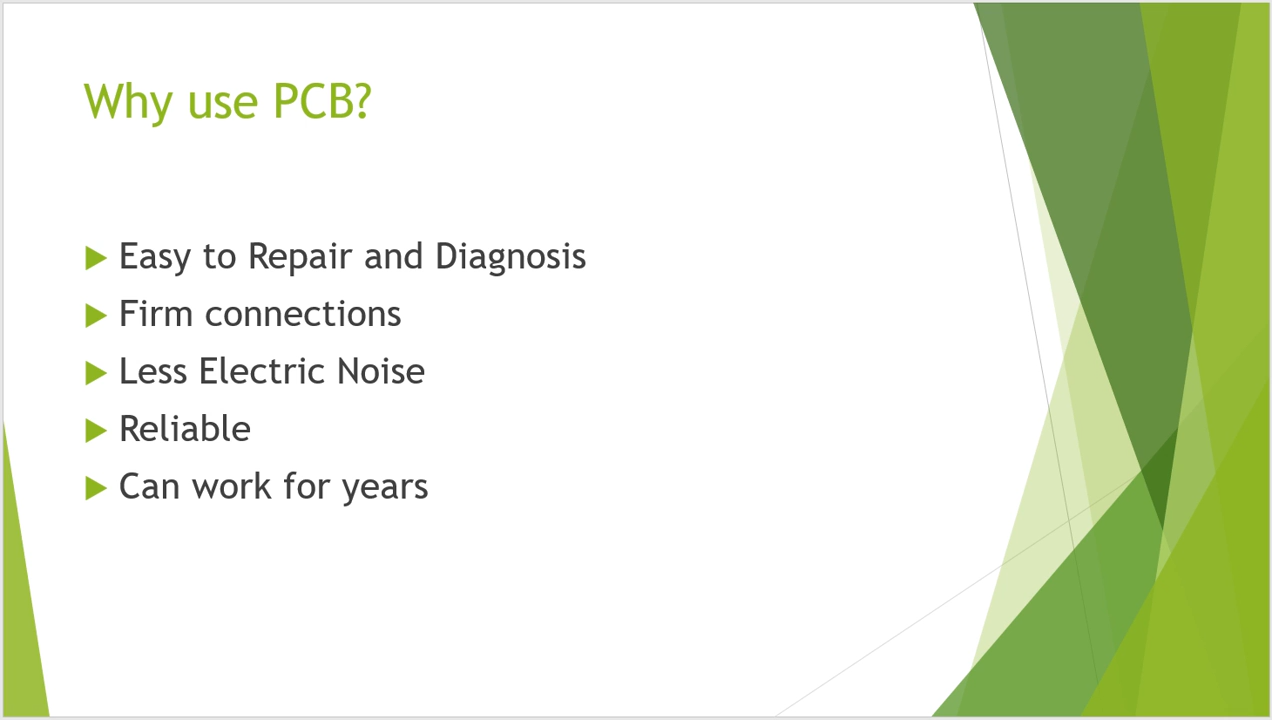 Why use PCB?
Easy to Repair and Diagnosis
Firm connections
Less Electric Noise
Reliable
Can work for years